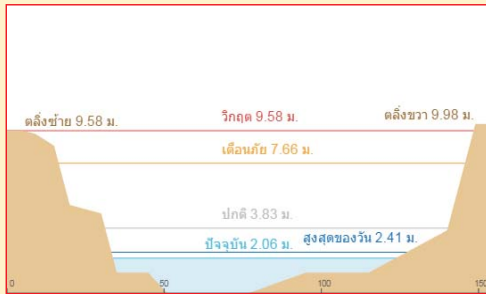 วิกฤต 9.58 ม.
ตลิ่งซ้าย 9.58 ม.
ตลิ่งขวา 9.98 ม.
เตือนภัย 7.66 ม.
ปกติ 3.83 ม.
สูงสุดของวัน 2.41 ม.
ปัจจุบัน 2.06 ม.
0 50 100 150